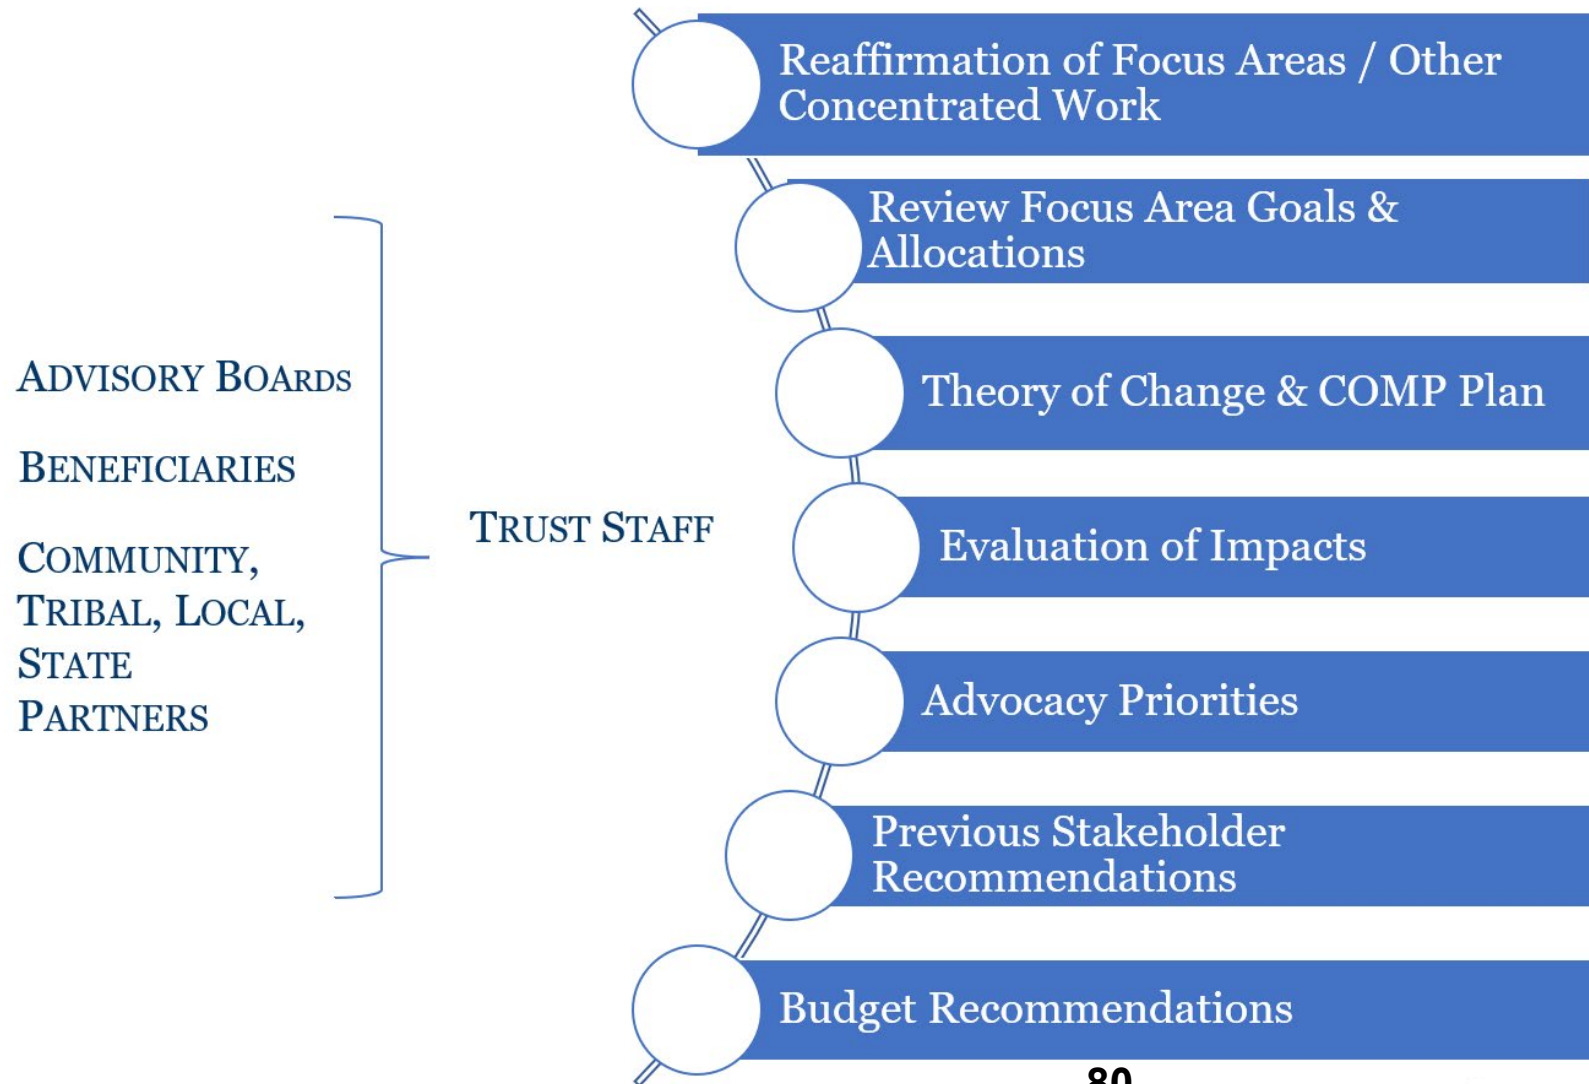 ADVISORY BOARDS
BENEFICIARIES
COMMUNITY,
TRIBAL, LOCAL,
STATE
PARTNERS
TRUST STAFF
Reaffirmation of Focus Areas / Other
Concentrated Work
Review Focus Area Goals &
Allocations
Theory of Change & COMP Plan
Evaluation of Impacts
Advocacy Priorities
Previous Stakeholder
Recommendations
Budget Recommendations
80